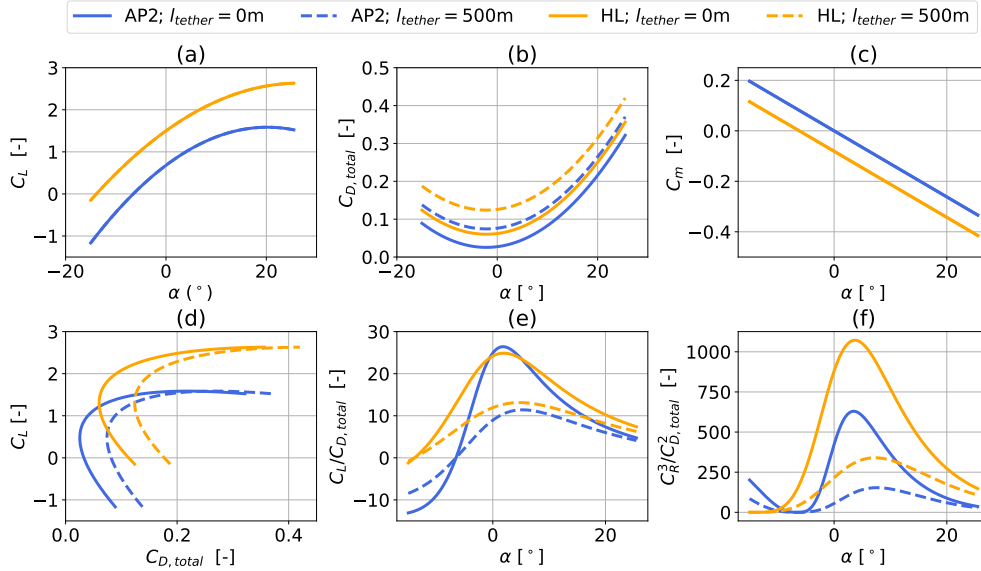 AP2; l_tether = 0m AP2; l_tether = 500m HL; l_tether = 0m HL; l_tether = 500m
(a)
3
2
1
0
−1
C_L [-]
−20 0 20
α (°)
(b)
0.5
0.4
0.3
0.2
0.1
0.0
C_D,total [-]
0 20
α [°]
(c)
0.2
0.0
−0.2
−0.4
C_m [-]
0 20
α [°]
(d)
3
2
1
0
−1
C_L [-]
0.0 0.2 0.4
C_D,total [-]
(e)
30
20
10
0
−10
C_L/C_D,total [-]
0 20
α [°]
(f)
1000
750
500
250
0
C_R^3/C_D,total^2 [-]
0 20
α [°]